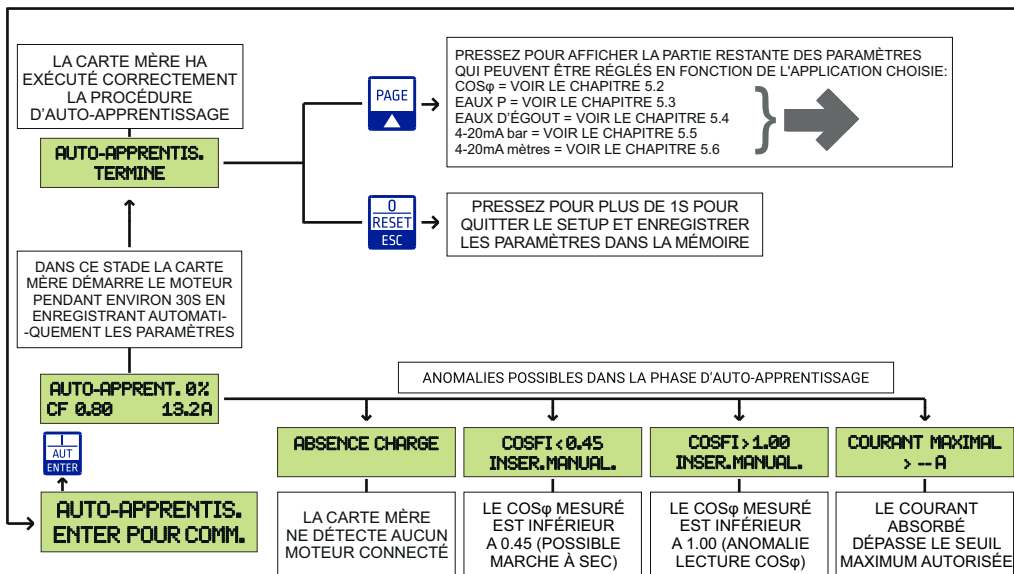 LA CARTE MÈRE HA
EXÉCUTÉ CORRECTEMENT
LA PROCÉDURE
D'AUTO-APPRENTISSAGE
AUTO-APPRENTIS.
TERMINE
PAGE
PRESSEZ POUR AFFICHER LA PARTIE RESTANTE DES PARAMÈTRES
QUI PEUVENT ÊTRE RÉGLÉS EN FONCTION DE L'APPLICATION CHOISIE:
COSφ = VOIR LE CHAPITRE 5.2
EAUX P = VOIR LE CHAPITRE 5.3
EAUX D'ÉGOUT = VOIR LE CHAPITRE 5.4
4-20mA bar = VOIR LE CHAPITRE 5.5
4-20mA mètres = VOIR LE CHAPITRE 5.6
0
RESET
ESC
PRESSEZ POUR PLUS DE 1S POUR
QUITTER LE SETUP ET ENREGISTRER
LES PARAMÈTRES DANS LA MÉMOIRE
DANS CE STADE LA CARTE
MÈRE DÉMARRE LE MOTEUR
PENDANT ENVIRON 30S EN
ENREGISTRANT AUTOMATI-
-QUEMENT LES PARAMÈTRES
AUTO-APPRENT. 0%
CF 0.80 13.2A
I
AUT
ENTER
AUTO-APPRENTIS.
ENTER POUR COMM.
ANOMALIES POSSIBLES DANS LA PHASE D'AUTO-APPRENTISSAGE
ABSENCE CHARGE
LA CARTE MÈRE
NE DÉTECTE AUCUN
MOTEUR CONNECTÉ
COSFI < 0.45
INSER.MANUAL.
LE COSφ MESURÉ
EST INFÉRIEUR
A 0.45 (POSSIBLE
MARCHE À SEC)
COSFI > 1.00
INSER.MANUAL.
LE COSφ MESURÉ
EST INFÉRIEUR
A 1.00 (ANOMALIE
LECTURE COSφ)
COURANT MAXIMAL
> -- A
LE COURANT
ABSORBÉ
DÉPASSE LE SEUIL
MAXIMUM AUTORISÉE